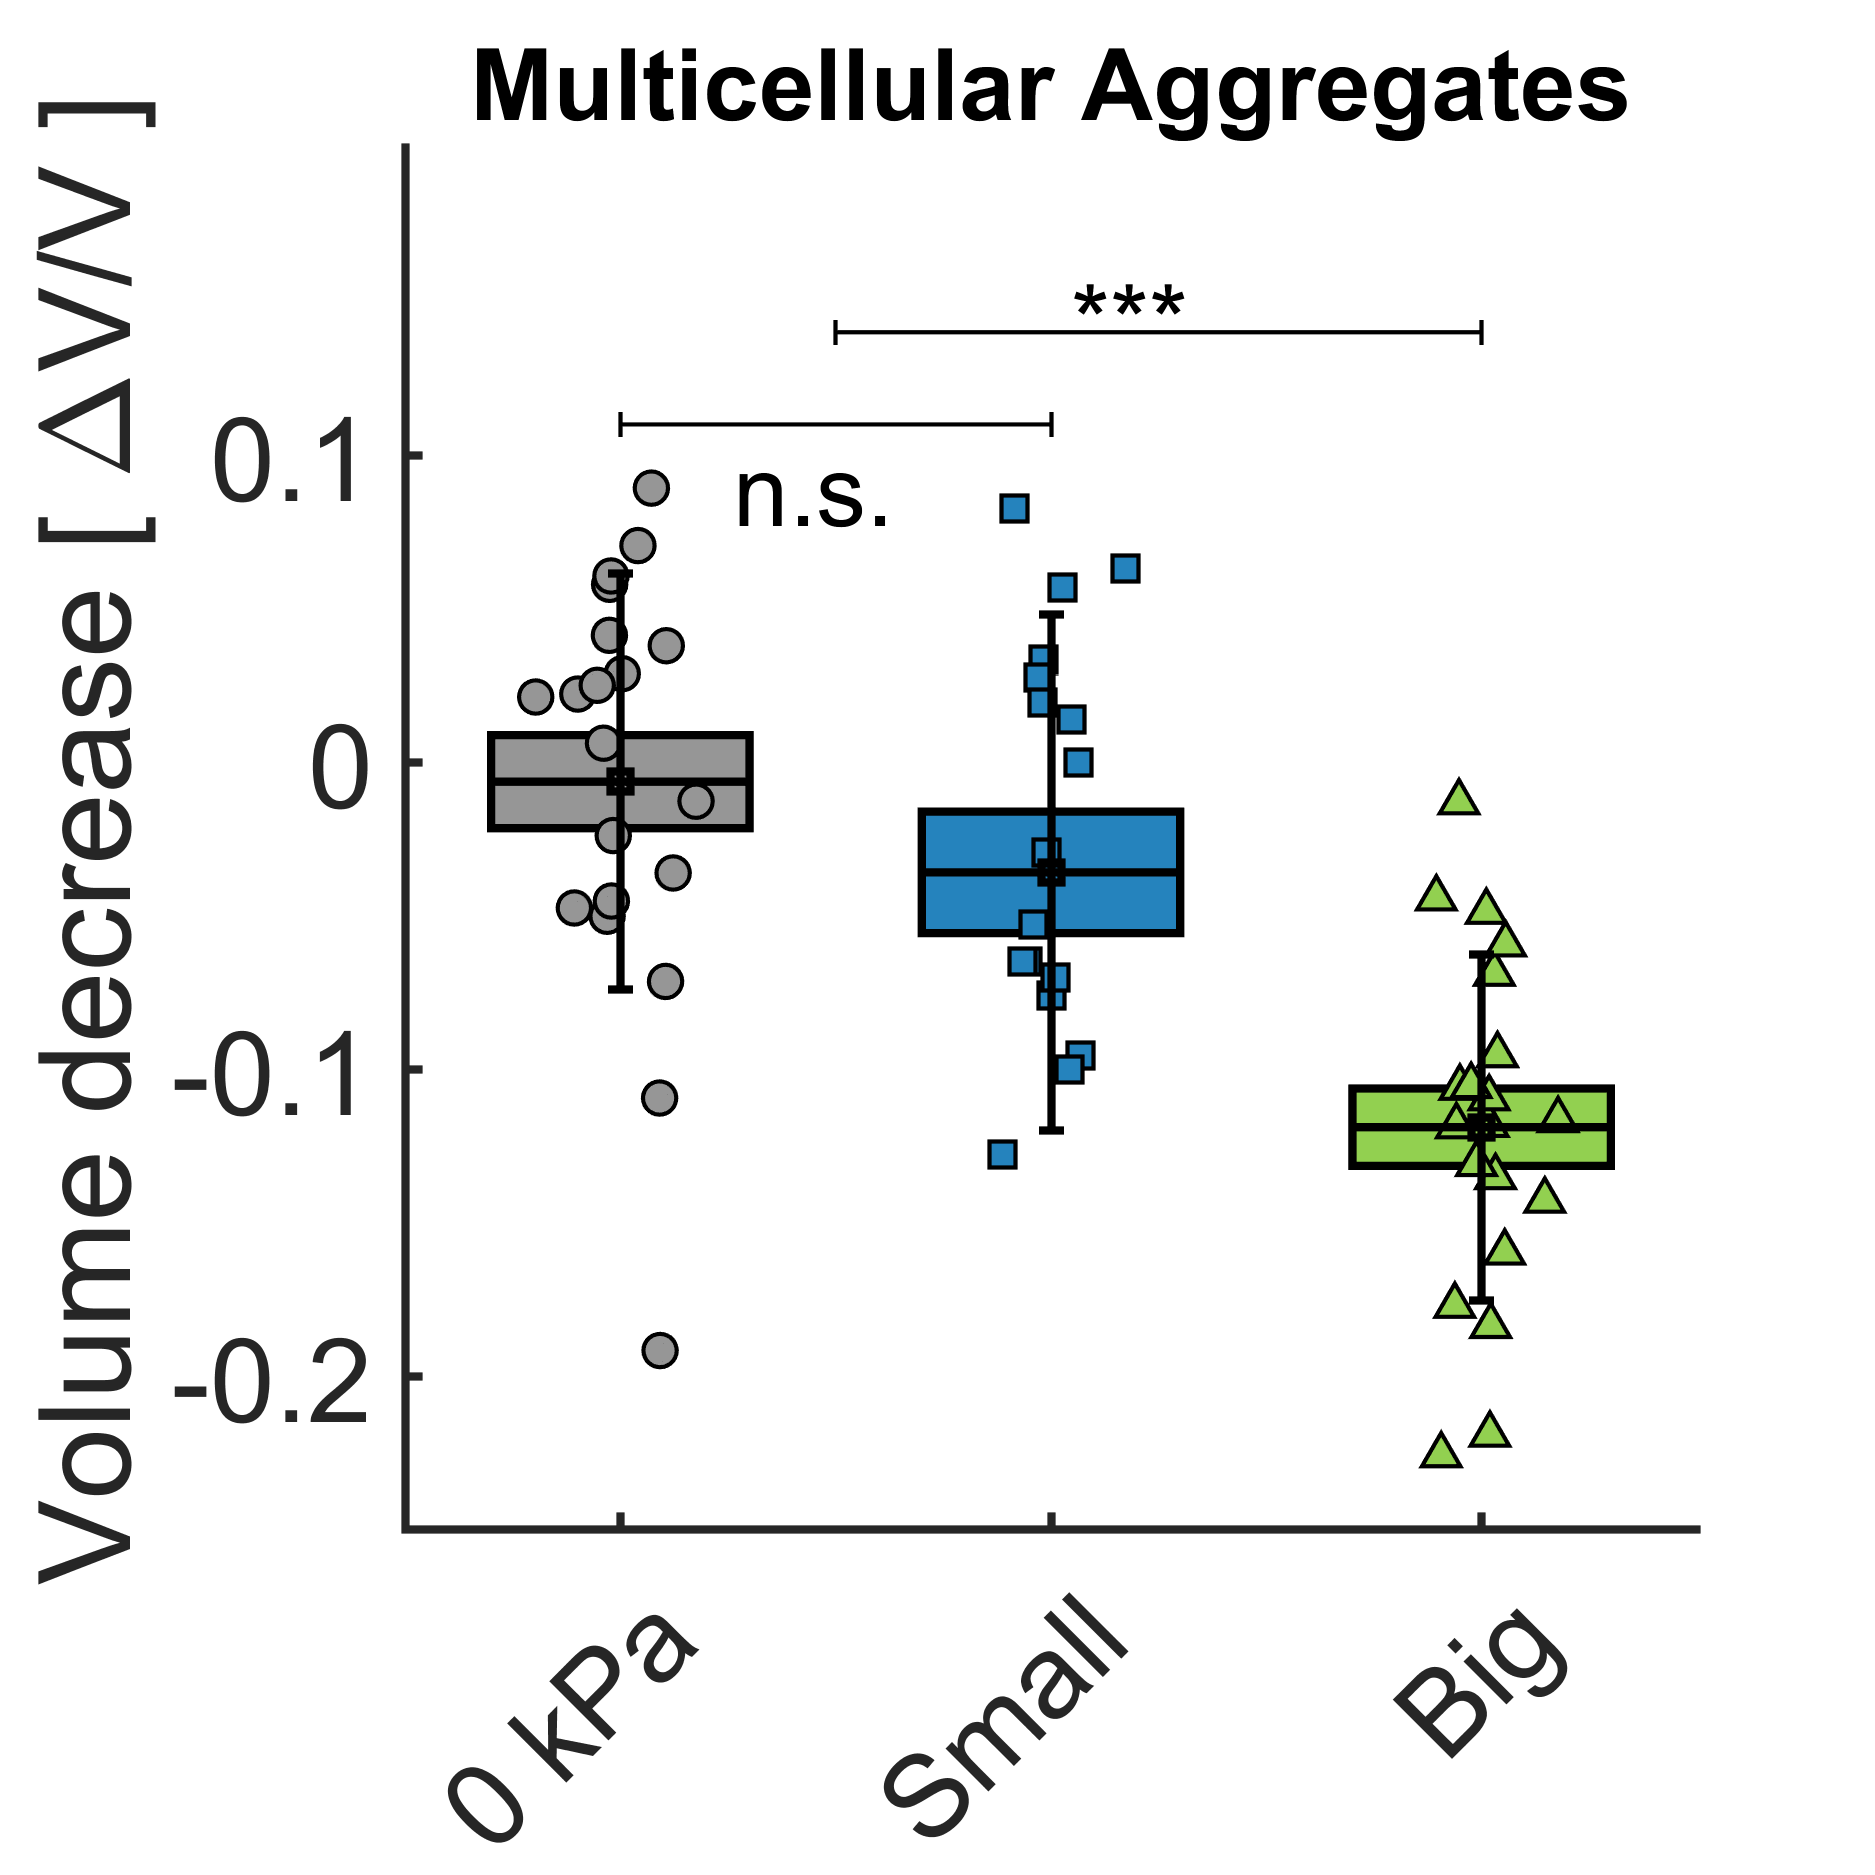 Multicellular Aggregates
Volume decrease [ ΔV/V ]
***
n.s.
0.1
0
-0.1
-0.2
0 kPa
Small
Big